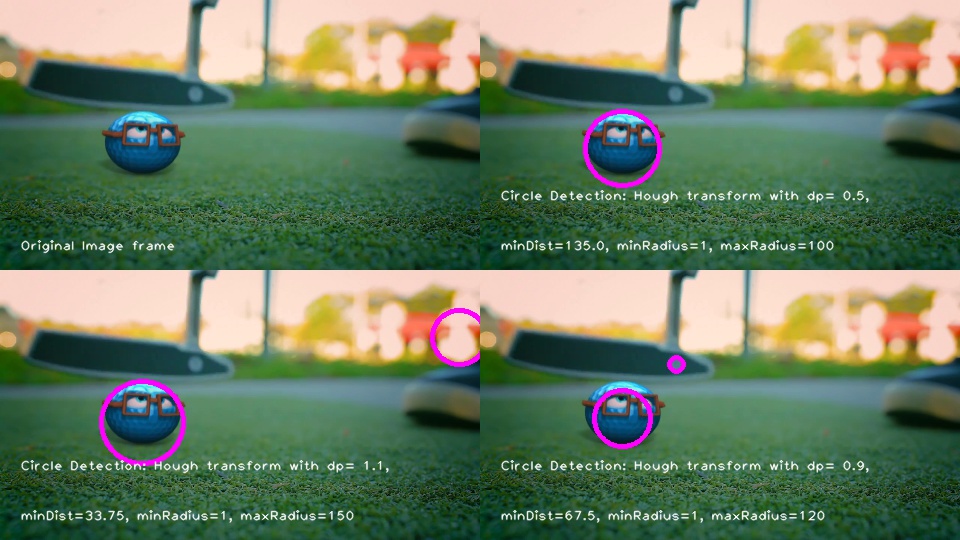 Original Image frame
Circle Detection: Hough transform with dp= 0.5,
minDist=135.0, minRadius=1, maxRadius=100
Circle Detection: Hough transform with dp= 1.1,
minDist=33.75, minRadius=1, maxRadius=150
Circle Detection: Hough transform with dp= 0.9,
minDist=67.5, minRadius=1, maxRadius=120